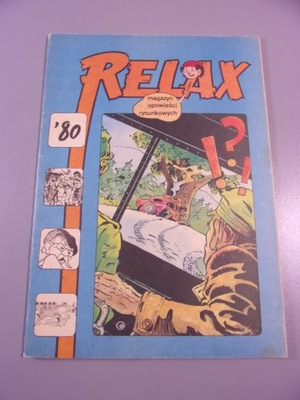 RELAX
magazyn
opowieści
rysunkowych
'80
?
!
!